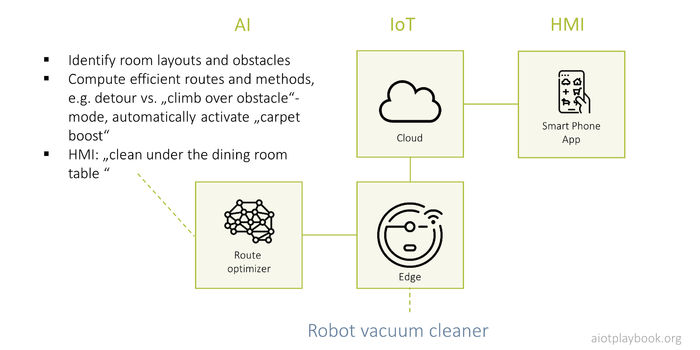 AI
IoT
HMI
Identify room layouts and obstacles
Compute efficient routes and methods,
e.g. detour vs. „climb over obstacle“-
mode, automatically activate „carpet
boost“
HMI: „clean under the dining room
table “
Cloud
Smart Phone
App
Route
optimizer
Edge
Robot vacuum cleaner
aiotplaybook.org